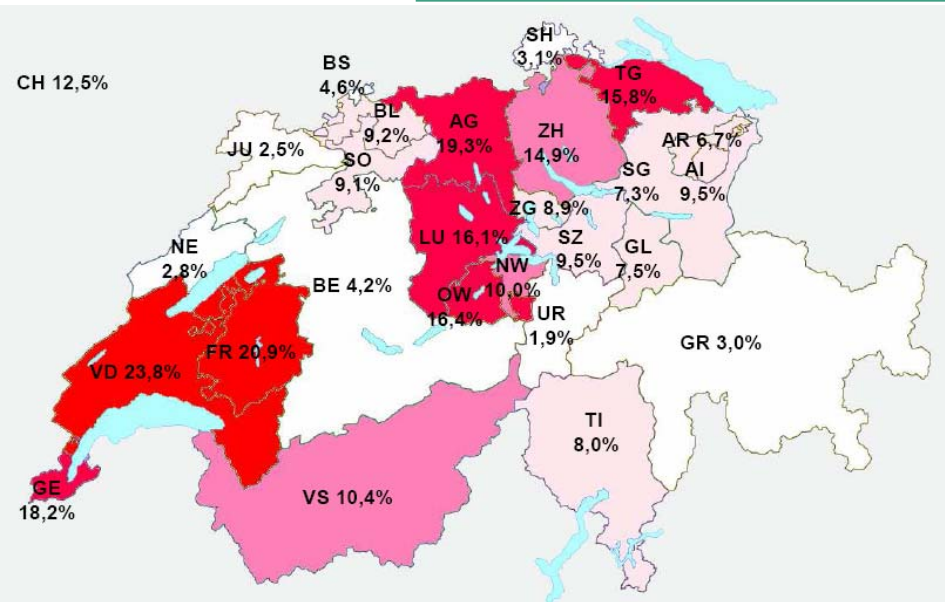 SH
3,1%
BS
4,6%
CH 12,5%
TG
15,8%
BL
9,2%
AG
19,3%
ZH
14,9%
AR 6,7%
JU 2,5%
SO
9,1%
SG
7,3%
AI
9,5%
ZG 8,9%
LU 16,1%
SZ
9,5%
GL
7,5%
NE
2,8%
NW
10,0%
BE 4,2%
OW
16,4%
UR
1,9%
GR 3,0%
FR 20,9%
VD 23,8%
TI
8,0%
GE
18,2%
VS 10,4%